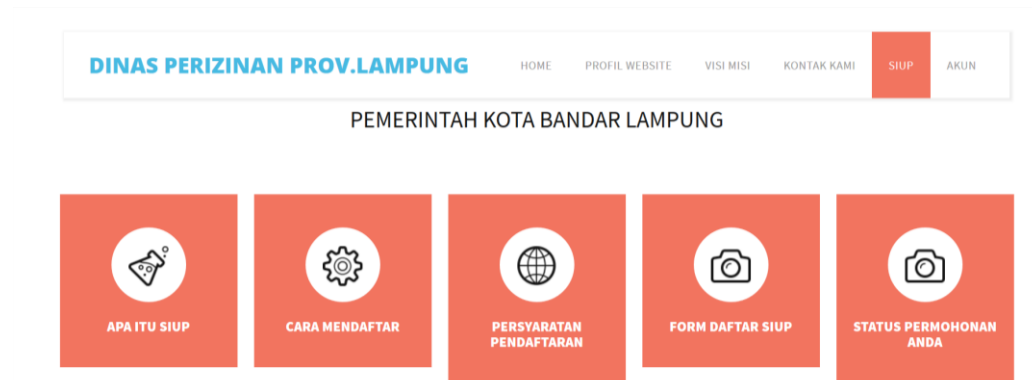 DINAS PERIZINAN PROV.LAMPUNG HOME PROFIL WEBSITE VISI MISI KONTAK KAMI SIUP AKUN
PEMERINTAH KOTA BANDAR LAMPUNG
APA ITU SIUP
CARA MENDAFTAR
PERSYARATAN
PENDAFTARAN
FORM DAFTAR SIUP
STATUS PERMOHONAN
ANDA